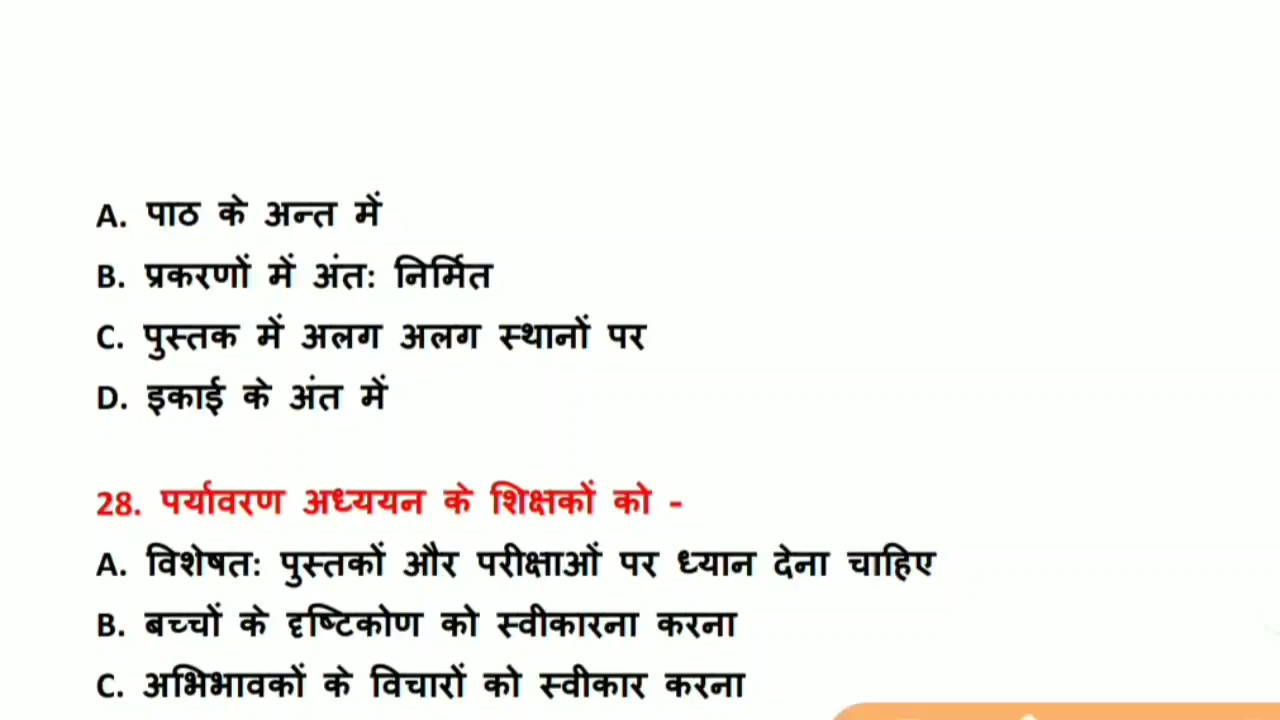 A. पाठ के अन्त में
B. प्रकरणों में अंत: निर्मित
C. पुस्तक में अलग अलग स्थानों पर
D. इकाई के अंत में
28. पर्यावरण अध्ययन के शिक्षकों को -
A. विशेषत: पुस्तकों और परीक्षाओं पर ध्यान देना चाहिए
B. बच्चों के दृष्टिकोण को स्वीकारना करना
C. अभिभावकों के विचारों को स्वीकार करना